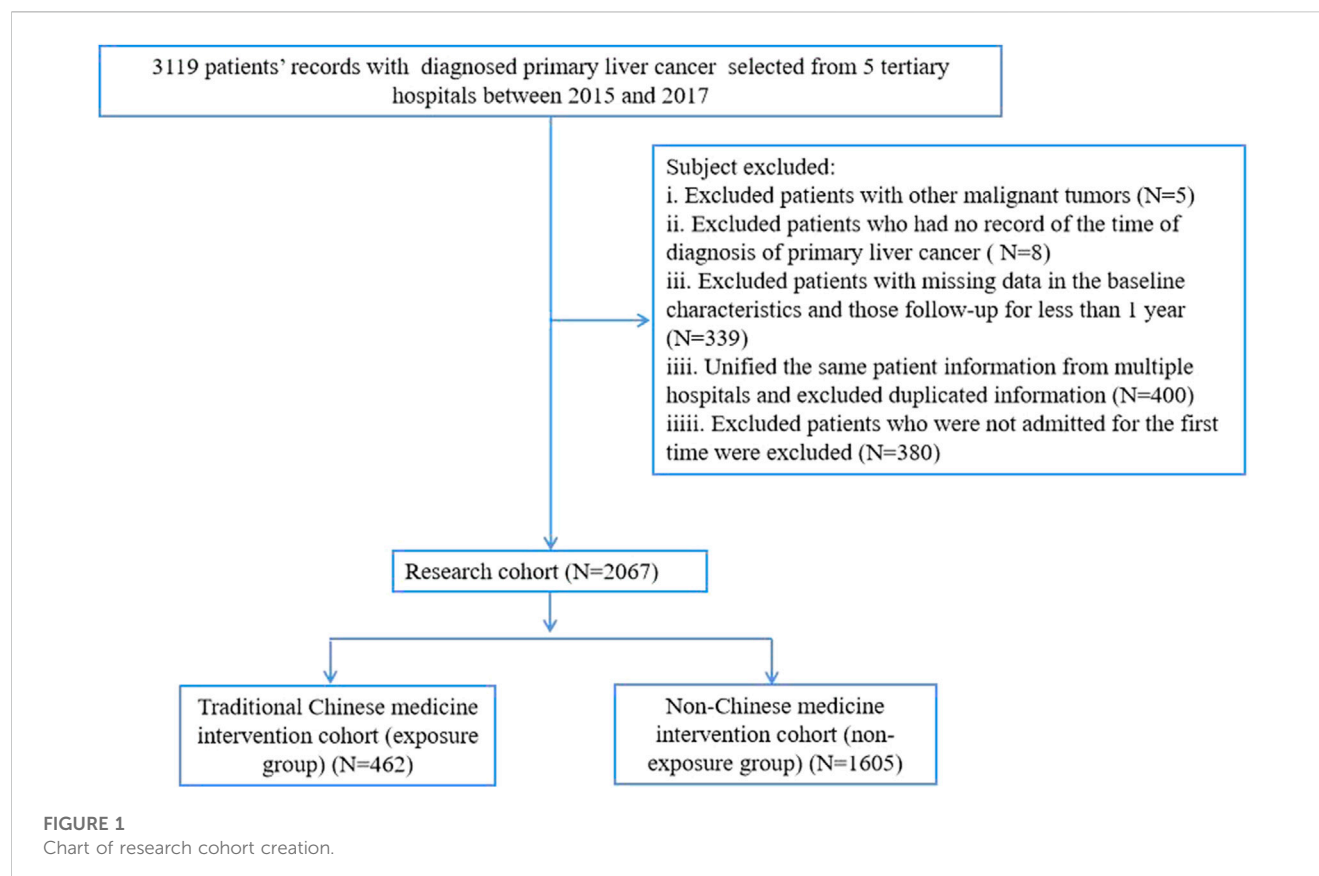 3119 patients’ records with diagnosed primary liver cancer selected from 5 tertiary
hospitals between 2015 and 2017
Subject excluded:
i. Excluded patients with other malignant tumors (N=5)
ii. Excluded patients who had no record of the time of
diagnosis of primary liver cancer ( N=8)
iii. Excluded patients with missing data in the baseline
characteristics and those follow-up for less than 1 year
(N=339)
iiii. Unified the same patient information from multiple
hospitals and excluded duplicated information (N=400)
iiiii. Excluded patients who were not admitted for the first
time were excluded (N=380)
Research cohort (N=2067)
Traditional Chinese medicine
intervention cohort (exposure
group) (N=462)
Non-Chinese medicine
intervention cohort (non-
exposure group) (N=1605)
FIGURE 1
Chart of research cohort creation.